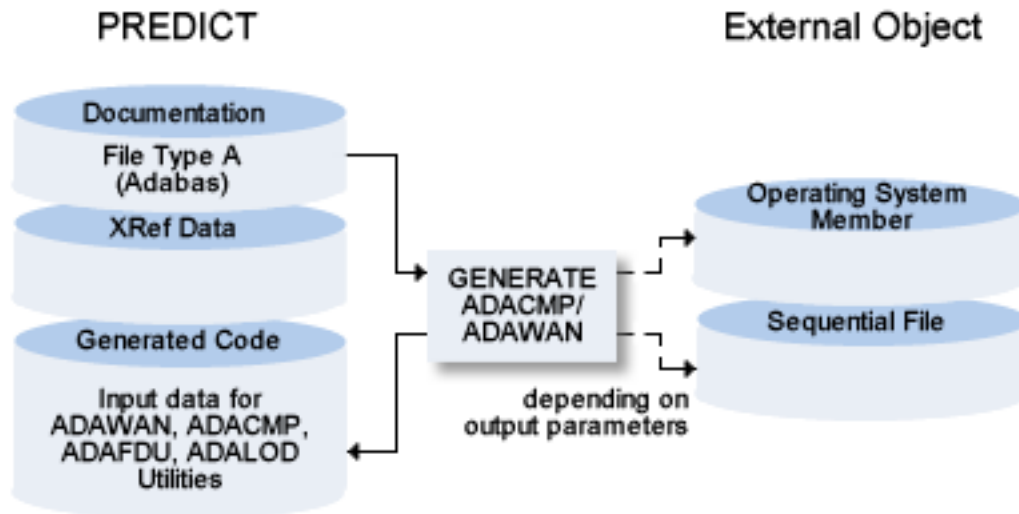 PREDICT
External Object
Documentation
File Type A
(Adabas)
XRef Data
Generated Code
Input data for
ADAWAN, ADACMP,
ADAFDU, ADALOD
Utilities
GENERATE
ADACMP/
ADAWAN
depending on
output parameters
Operating System
Member
Sequential File